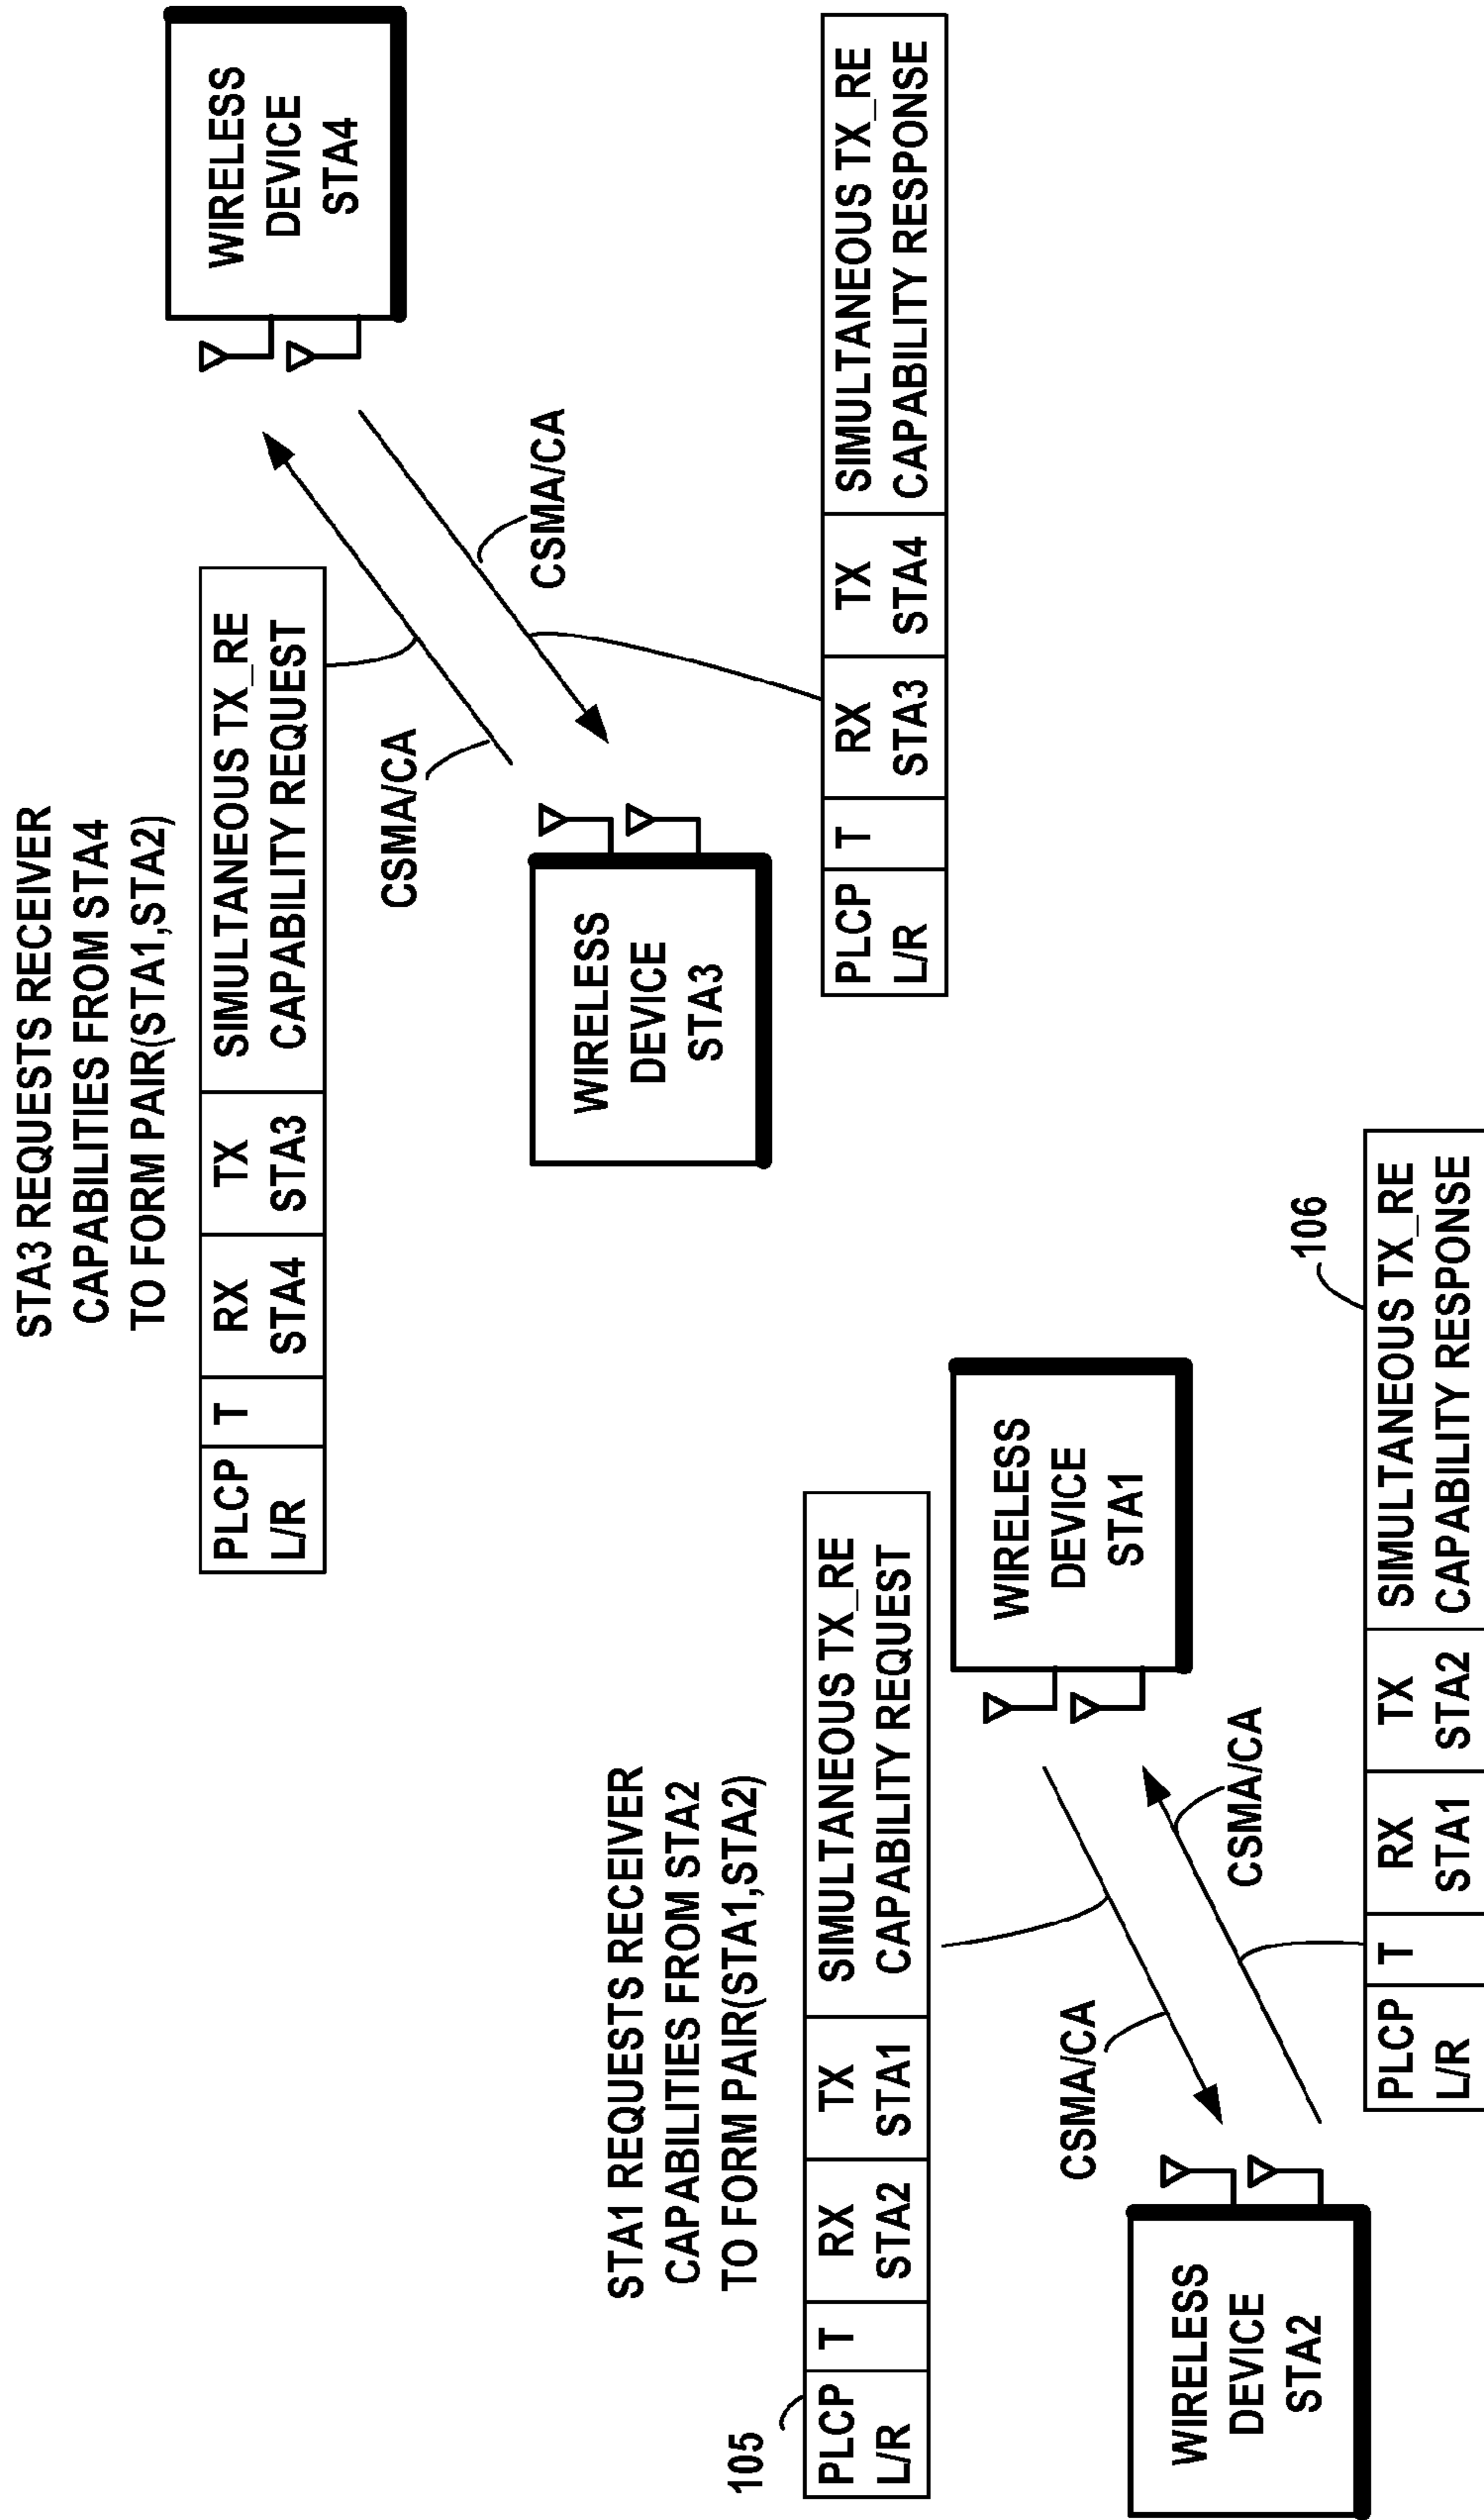 STA3 REQUESTS RECEIVER
CAPABILITIES FROM STA4
TO FORM PAIR(STA1,STA2)
PLCP T RX TX SIMULTANEOUS TX_RE
L/R STA4 STA3 CAPABILITY REQUEST
WIRELESS
DEVICE
STA4
CSMA/CA
CSMA/CA
WIRELESS
DEVICE
STA3
PLCP T RX TX SIMULTANEOUS TX_RE
L/R STA3 STA4 CAPABILITY RESPONSE
STA1 REQUESTS RECEIVER
CAPABILITIES FROM STA2
TO FORM PAIR(STA1,STA2)
105
PLCP T RX TX SIMULTANEOUS TX_RE
L/R STA2 STA1 CAPABILITY REQUEST
WIRELESS
DEVICE
STA1
CSMA/CA
CSMA/CA
WIRELESS
DEVICE
STA2
106
PLCP T RX TX SIMULTANEOUS TX_RE
L/R STA1 STA2 CAPABILITY RESPONSE